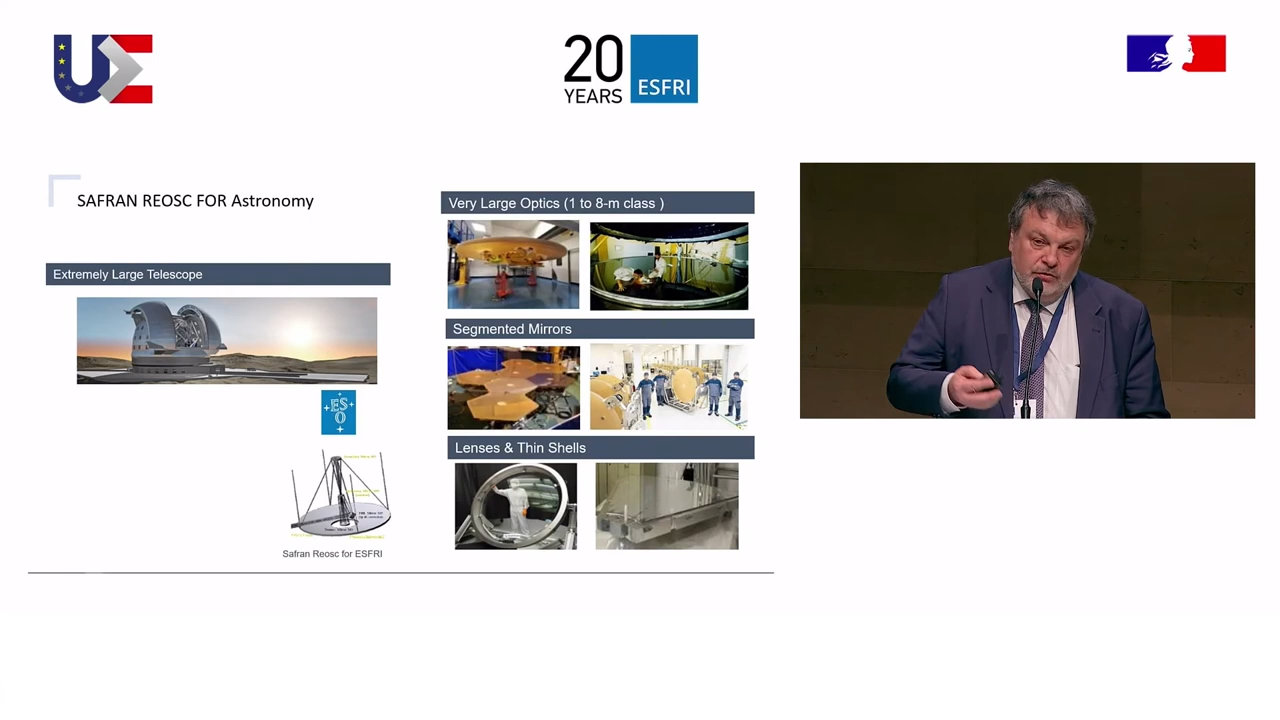 20
YEARS
ESFRI
SAFRAN REOSC FOR Astronomy
Extremely Large Telescope
ESO
Safran Reosc for ESFRI
Very Large Optics (1 to 8-m class )
Segmented Mirrors
Lenses & Thin Shells